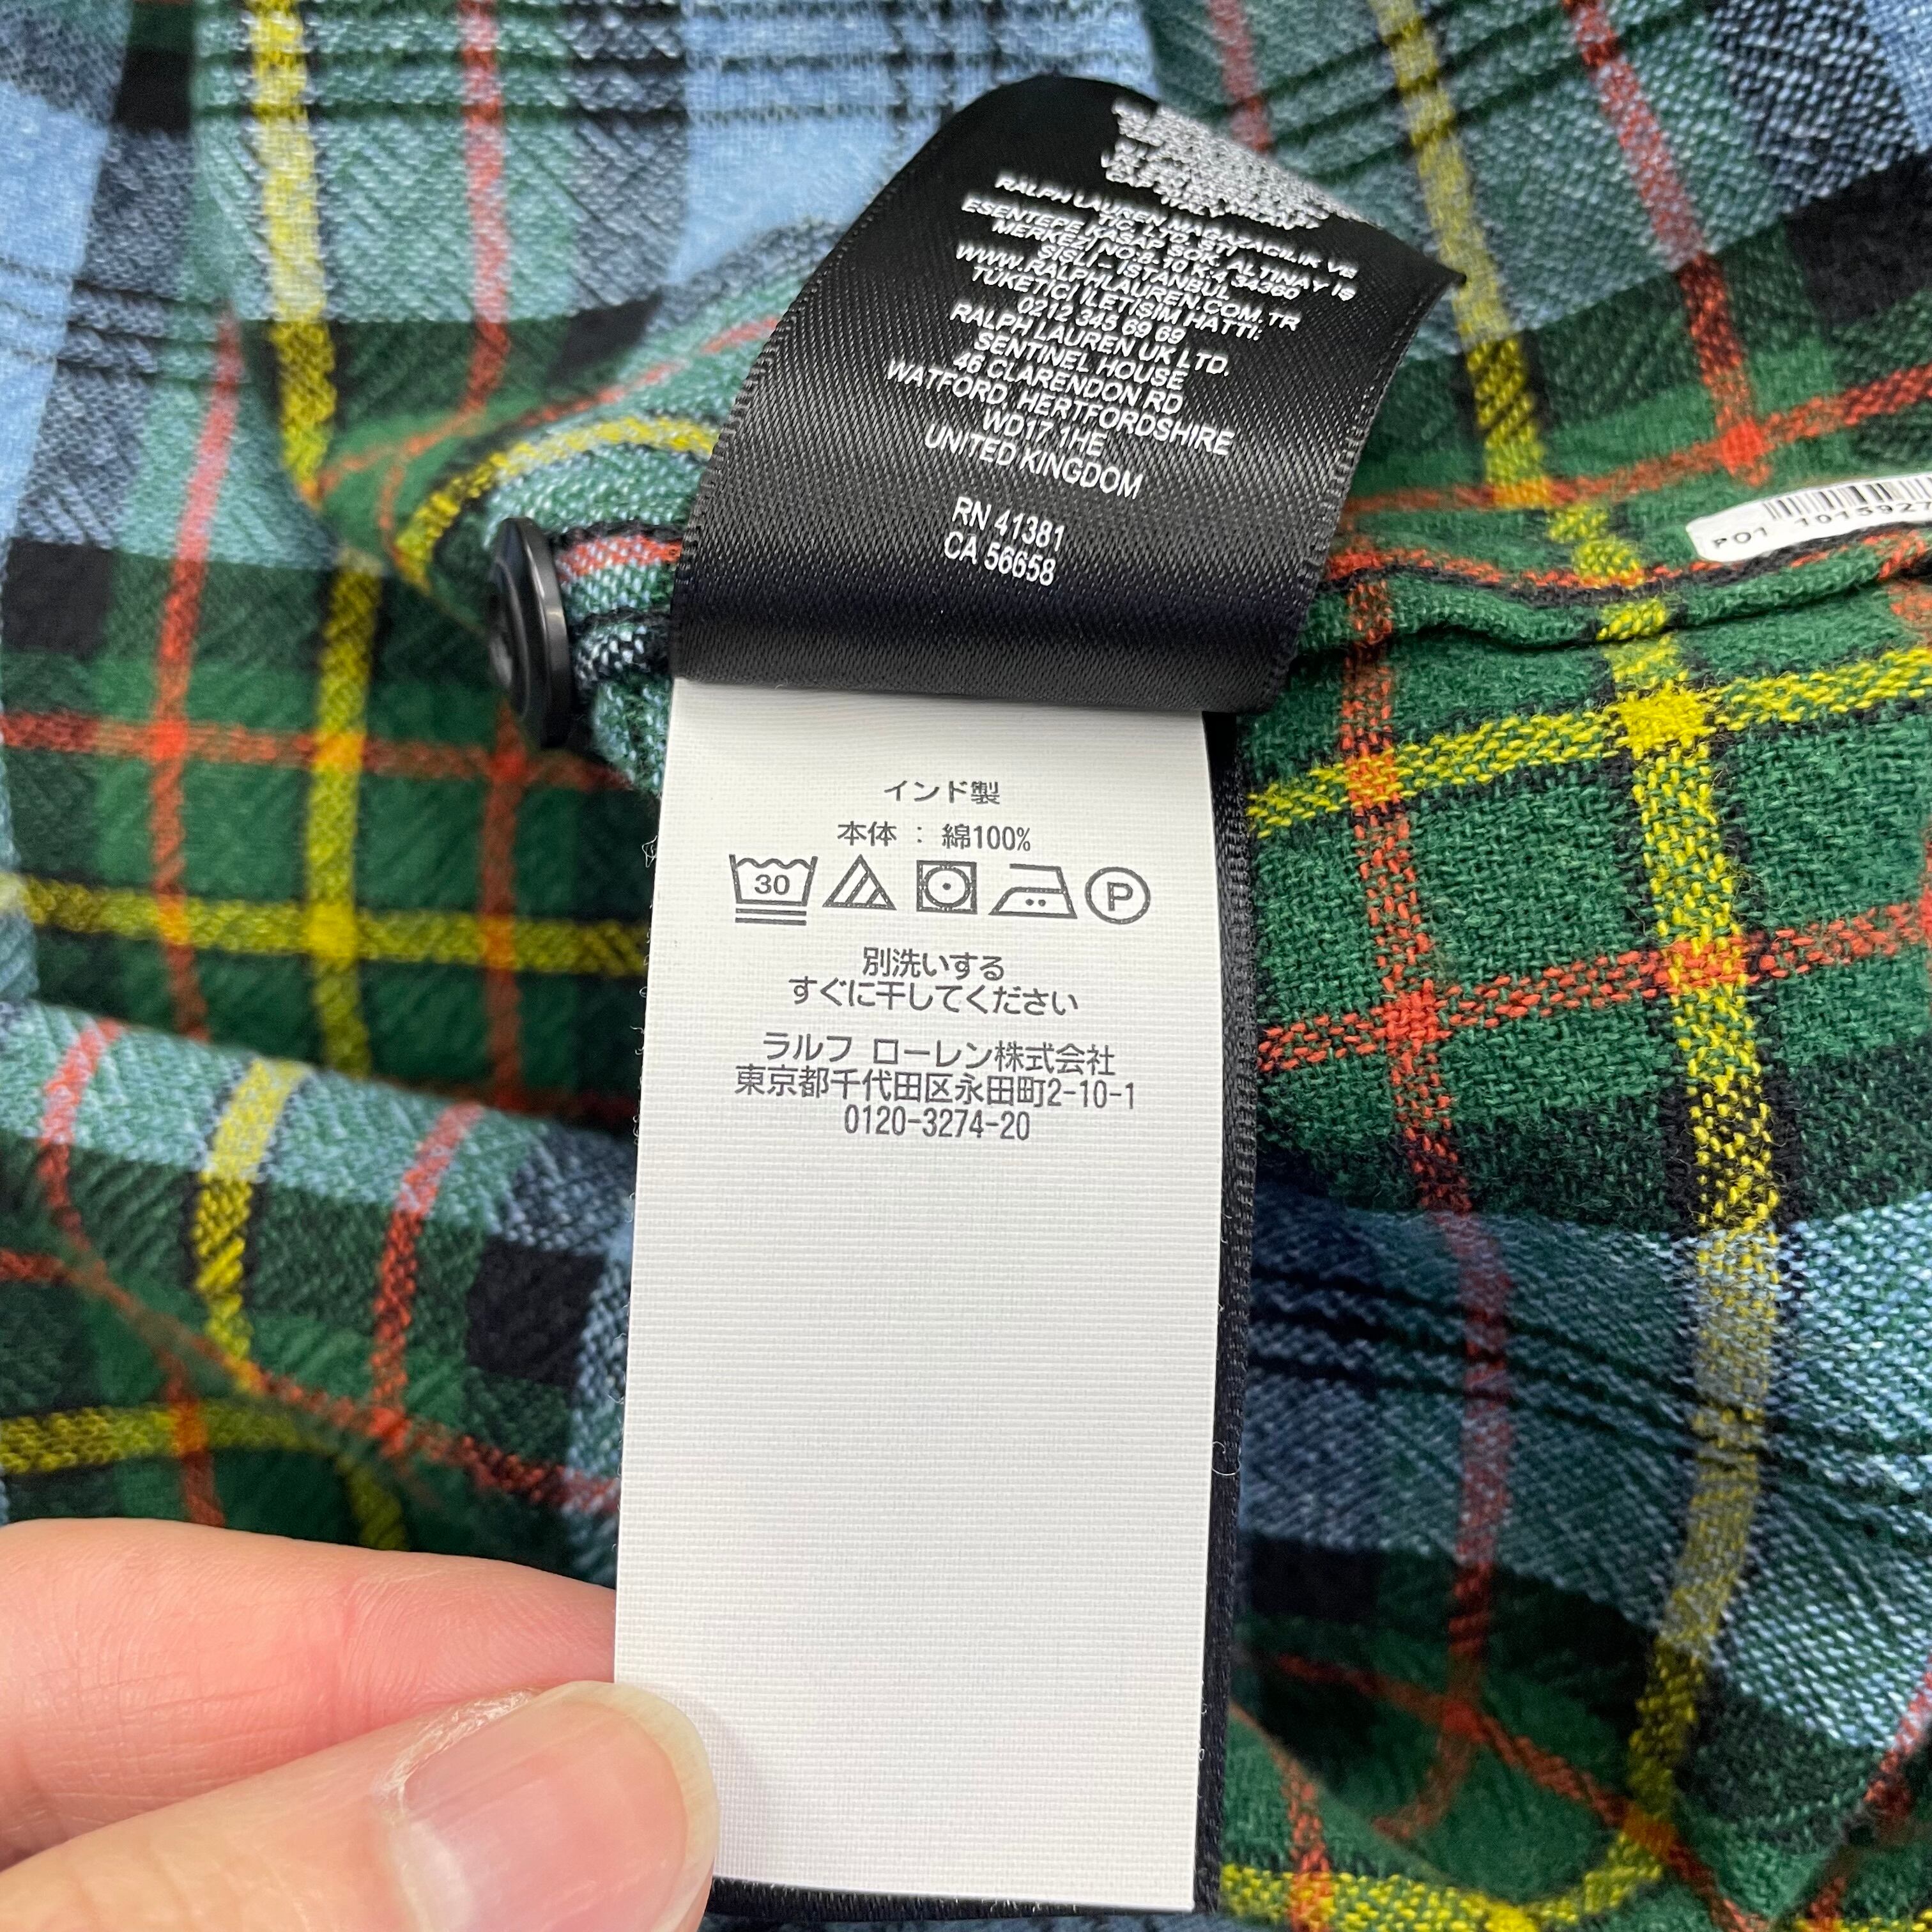 RALPH LAUREN MAGAZACILIK VE
TIC. LTD. STI
ESENTEPE KASAP SOK. ALTINAY IS
MERKEZI NO:8-10 K:4 34360
SISLI - ISTANBUL
WWW.RALPHLAUREN.COM.TR
TUKETICI ILETISIM HATTI:
0212 345 69 69
RALPH LAUREN UK LTD.
SENTINEL HOUSE
46 CLARENDON RD
WATFORD, HERTFORDSHIRE
WD17 1HE
UNITED KINGDOM
RN 41381
CA 56658
PO1
インド製
本体 : 綿100%
30 P
別洗いする
すぐに干してください
ラルフ ローレン株式会社
東京都千代田区永田町2-10-1
0120-3274-20